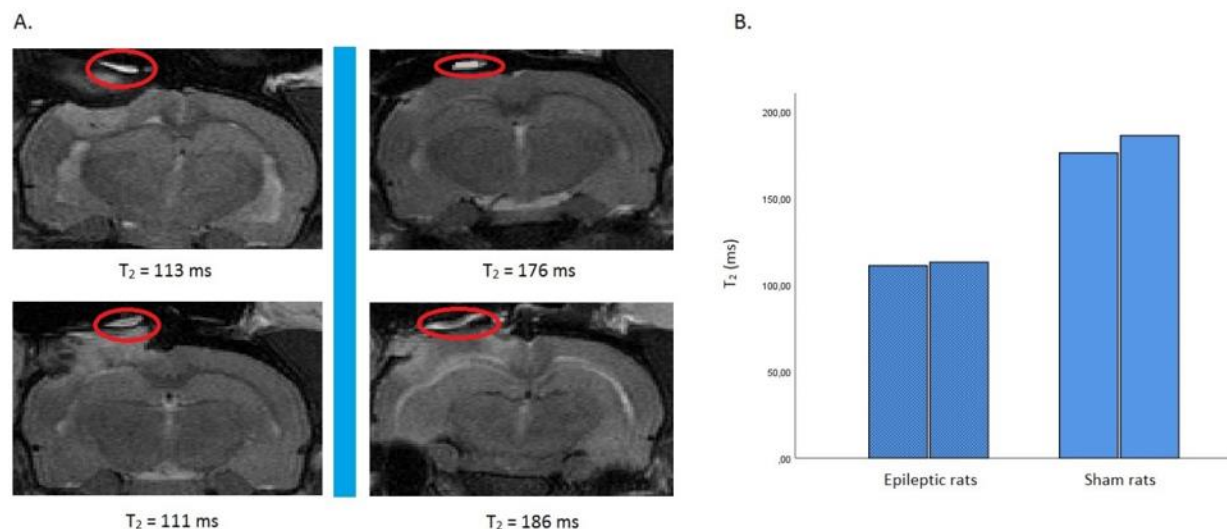 A.
T₂ = 113 ms
T₂ = 176 ms
T₂ = 111 ms
T₂ = 186 ms
B.
T₂ (ms)
200,00
150,00
100,00
50,00
,00
Epileptic rats
Sham rats